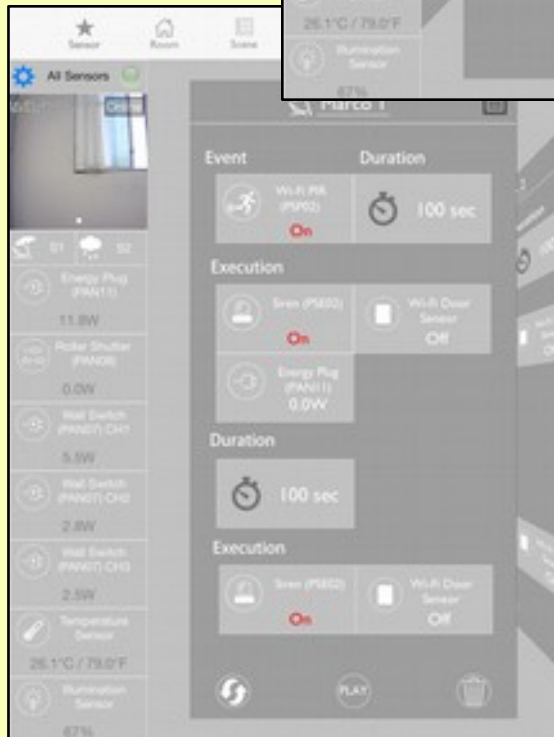 26.1°C / 79.0°F
Illumination
Sensor
67%
Sensor
Room
Scene
All Sensors
Macro 1
Event
Duration
Wi-Fi PIR
(PSP02)
On
100 sec
S1
S2
Execution
Energy Plug
(PAN11)
11.8W
Siren (PSE02)
On
Wi-Fi Door
Sensor
Off
Roller Shutter
(PAN08)
0.0W
Energy Plug
(PAN11)
0.0W
Wall Switch
(PAN07) CH1
5.5W
Duration
100 sec
Wall Switch
(PAN07) CH2
2.8W
Wall Switch
(PAN07) CH3
2.5W
Execution
Siren (PSE02)
On
Wi-Fi Door
Sensor
Off
Temperature
Sensor
26.1°C / 79.0°F
Illumination
Sensor
67%
PLAY